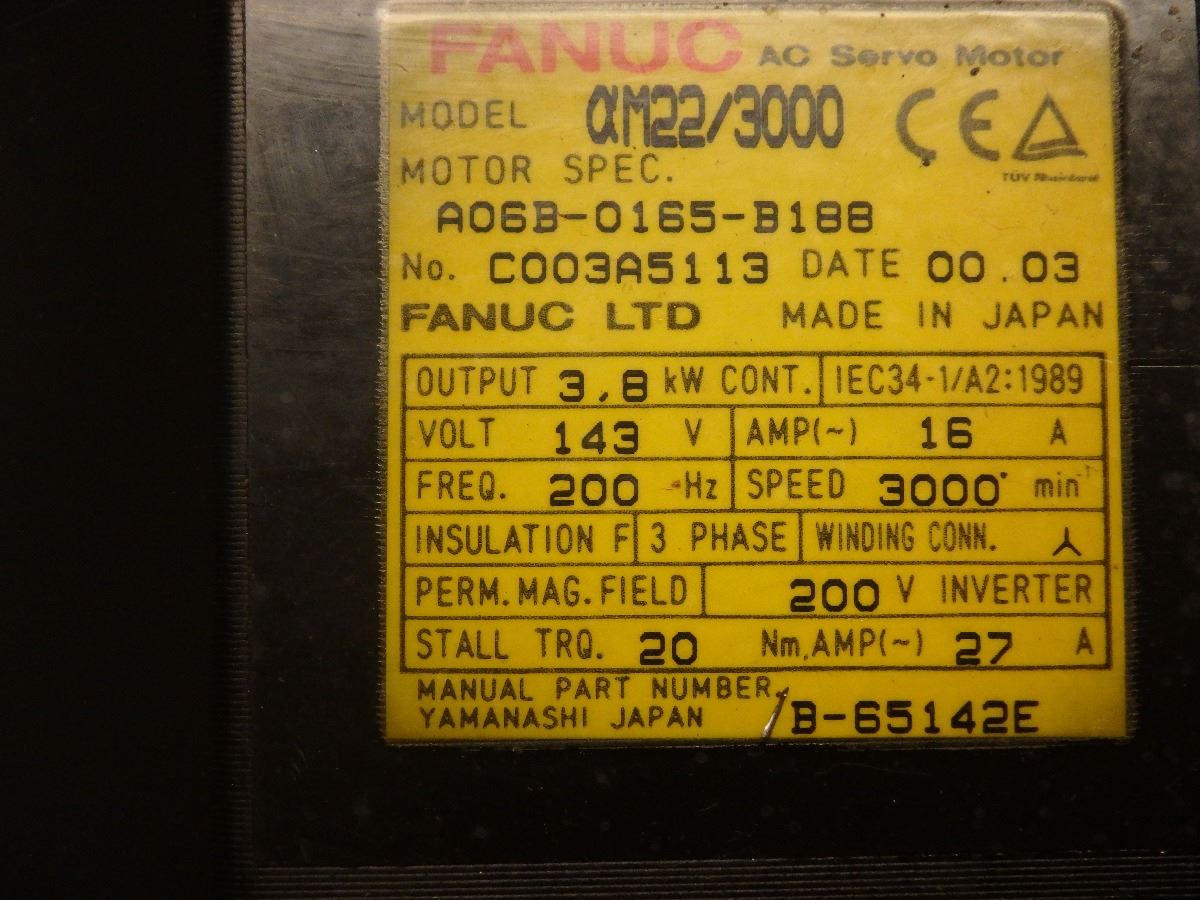 FANUC AC Servo Motor
MODEL αM22/3000 CE
TÜV Rheinland
MOTOR SPEC.
A06B-0165-B188
No. C003A5113 DATE 00.03
FANUC LTD MADE IN JAPAN
OUTPUT 3,8 kW CONT. IEC34-1/A2:1989
VOLT 143 V AMP(~) 16 A
FREQ. 200 Hz SPEED 3000 min⁻¹
INSULATION F 3 PHASE WINDING CONN.
PERM.MAG.FIELD 200 V INVERTER
STALL TRQ. 20 Nm,AMP(~) 27 A
MANUAL PART NUMBER.
YAMANASHI JAPAN B-65142E